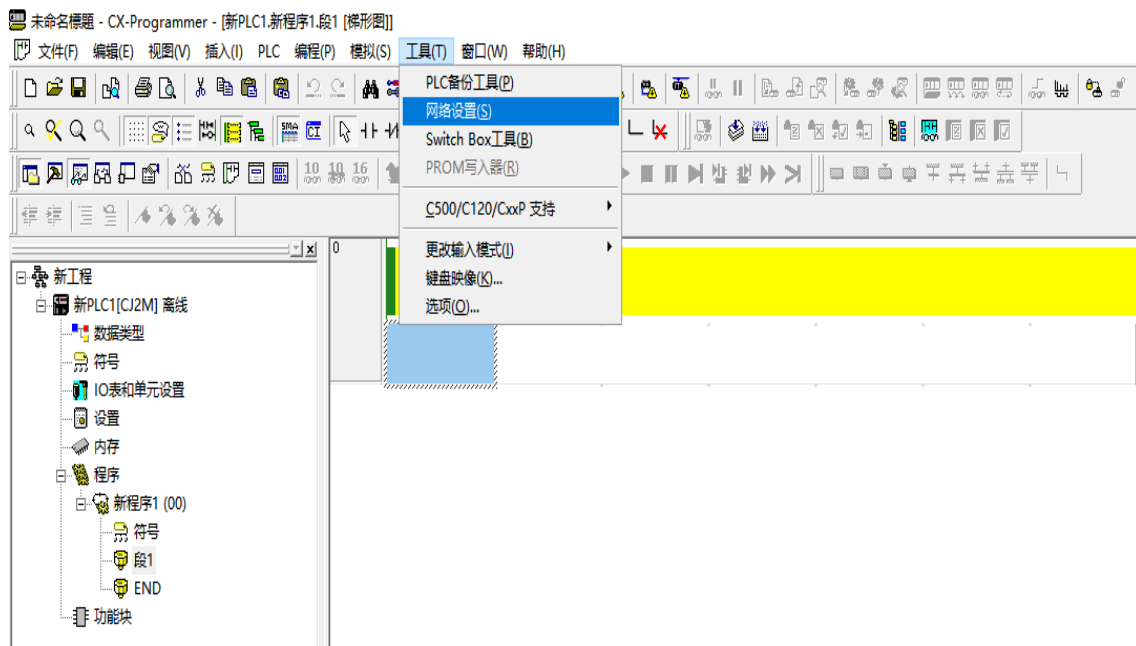 未命名標題 - CX-Programmer - [新PLC1.新程序1.段1 [梯形图]]
文件(F) 编辑(E) 视图(V) 插入(I) PLC 编程(P) 模拟(S) 工具(T) 窗口(W) 帮助(H)
PLC备份工具(P)
网络设置(S)
Switch Box工具(B)
PROM写入器(R)
C500/C120/CxxP 支持
更改输入模式(I)
键盘映像(K)...
选项(O)...
10 10 16
0
新工程
新PLC1[CJ2M] 离线
数据类型
符号
IO表和单元设置
设置
内存
程序
新程序1 (00)
符号
段1
END
功能块